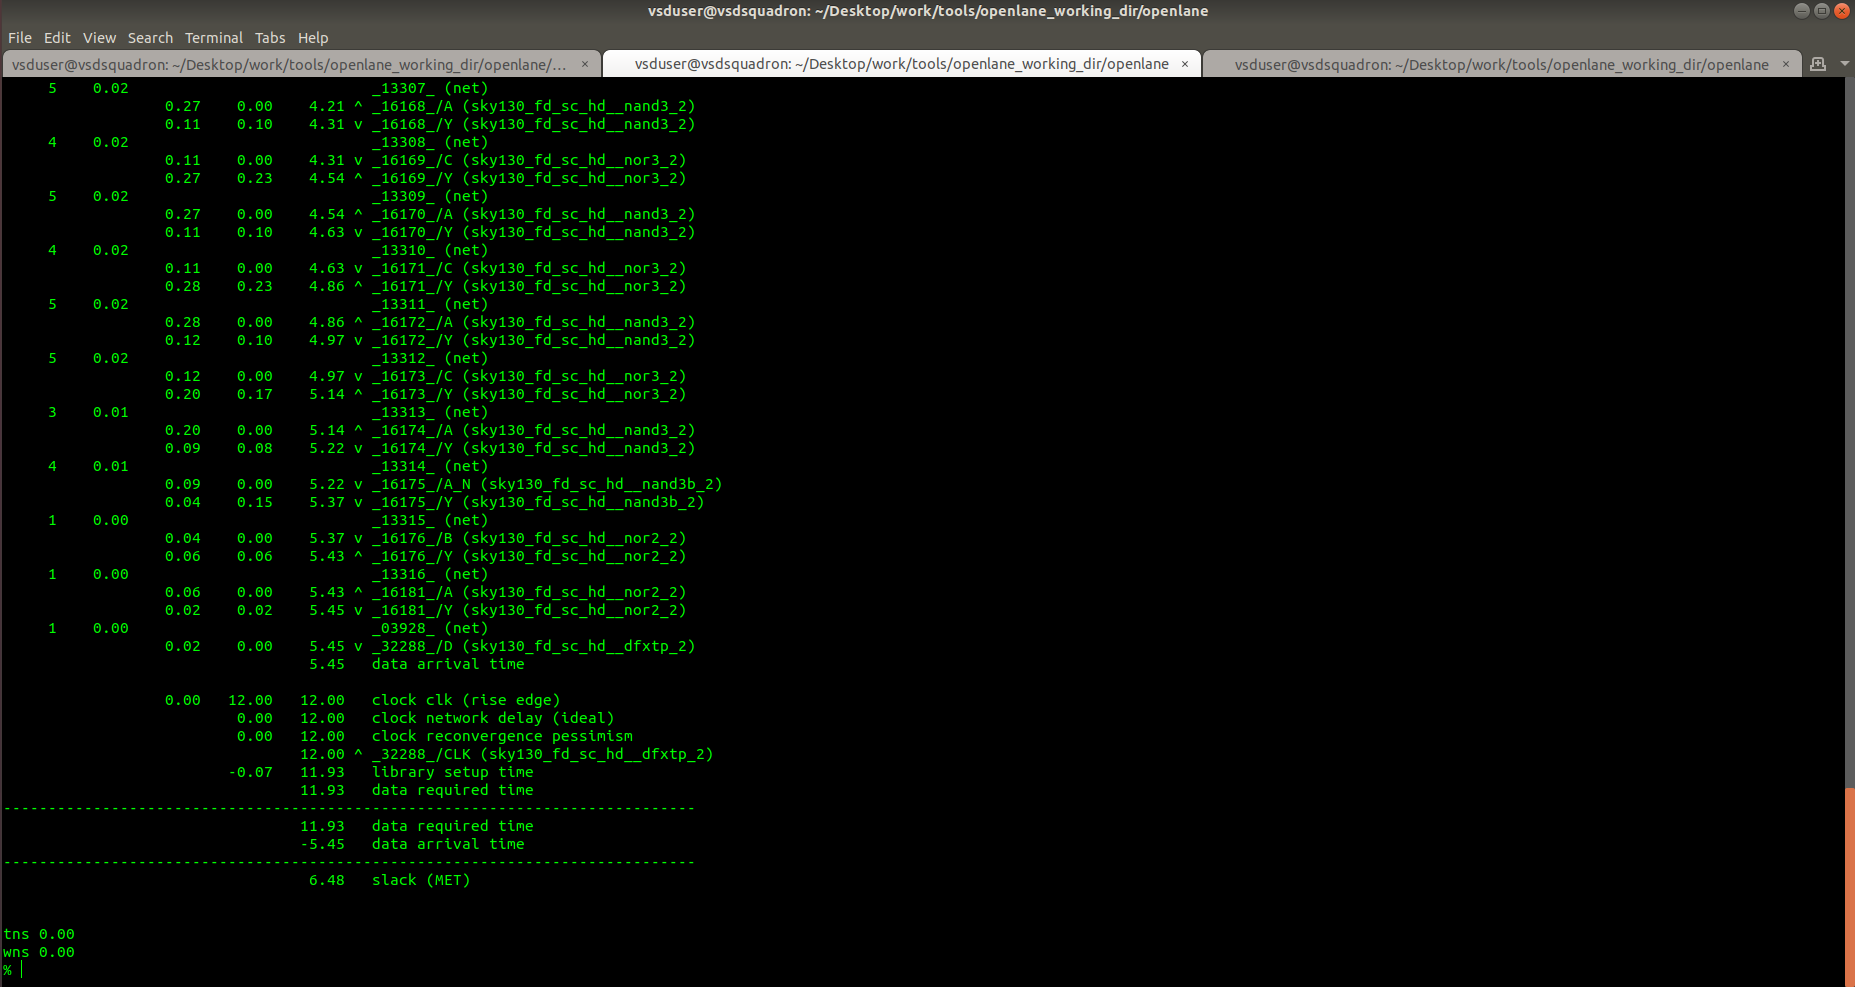 vsduser@vsdsquadron: ~/Desktop/work/tools/openlane_working_dir/openlane
File Edit View Search Terminal Tabs Help
vsduser@vsdsquadron: ~/Desktop/work/tools/openlane_working_dir/openlane/... × vsduser@vsdsquadron: ~/Desktop/work/tools/openlane_working_dir/openlane × vsduser@vsdsquadron: ~/Desktop/work/tools/openlane_working_dir/openlane ×
     5    0.02                           _13307_ (net)
                  0.27    0.00    4.21 ^ _16168_/A (sky130_fd_sc_hd__nand3_2)
                  0.11    0.10    4.31 v _16168_/Y (sky130_fd_sc_hd__nand3_2)
     4    0.02                           _13308_ (net)
                  0.11    0.00    4.31 v _16169_/C (sky130_fd_sc_hd__nor3_2)
                  0.27    0.23    4.54 ^ _16169_/Y (sky130_fd_sc_hd__nor3_2)
     5    0.02                           _13309_ (net)
                  0.27    0.00    4.54 ^ _16170_/A (sky130_fd_sc_hd__nand3_2)
                  0.11    0.10    4.63 v _16170_/Y (sky130_fd_sc_hd__nand3_2)
     4    0.02                           _13310_ (net)
                  0.11    0.00    4.63 v _16171_/C (sky130_fd_sc_hd__nor3_2)
                  0.28    0.23    4.86 ^ _16171_/Y (sky130_fd_sc_hd__nor3_2)
     5    0.02                           _13311_ (net)
                  0.28    0.00    4.86 ^ _16172_/A (sky130_fd_sc_hd__nand3_2)
                  0.12    0.10    4.97 v _16172_/Y (sky130_fd_sc_hd__nand3_2)
     5    0.02                           _13312_ (net)
                  0.12    0.00    4.97 v _16173_/C (sky130_fd_sc_hd__nor3_2)
                  0.20    0.17    5.14 ^ _16173_/Y (sky130_fd_sc_hd__nor3_2)
     3    0.01                           _13313_ (net)
                  0.20    0.00    5.14 ^ _16174_/A (sky130_fd_sc_hd__nand3_2)
                  0.09    0.08    5.22 v _16174_/Y (sky130_fd_sc_hd__nand3_2)
     4    0.01                           _13314_ (net)
                  0.09    0.00    5.22 v _16175_/A_N (sky130_fd_sc_hd__nand3b_2)
                  0.04    0.15    5.37 v _16175_/Y (sky130_fd_sc_hd__nand3b_2)
     1    0.00                           _13315_ (net)
                  0.04    0.00    5.37 v _16176_/B (sky130_fd_sc_hd__nor2_2)
                  0.06    0.06    5.43 ^ _16176_/Y (sky130_fd_sc_hd__nor2_2)
     1    0.00                           _13316_ (net)
                  0.06    0.00    5.43 ^ _16181_/A (sky130_fd_sc_hd__nor2_2)
                  0.02    0.02    5.45 v _16181_/Y (sky130_fd_sc_hd__nor2_2)
     1    0.00                           _03928_ (net)
                  0.02    0.00    5.45 v _32288_/D (sky130_fd_sc_hd__dfxtp_2)
                                  5.45   data arrival time
                  0.00   12.00   12.00   clock clk (rise edge)
                          0.00   12.00   clock network delay (ideal)
                          0.00   12.00   clock reconvergence pessimism
                                 12.00 ^ _32288_/CLK (sky130_fd_sc_hd__dfxtp_2)
                         -0.07   11.93   library setup time
                                 11.93   data required time
-----------------------------------------------------------------------------
                                 11.93   data required time
                                 -5.45   data arrival time
-----------------------------------------------------------------------------
                                  6.48   slack (MET)
tns 0.00
wns 0.00
%